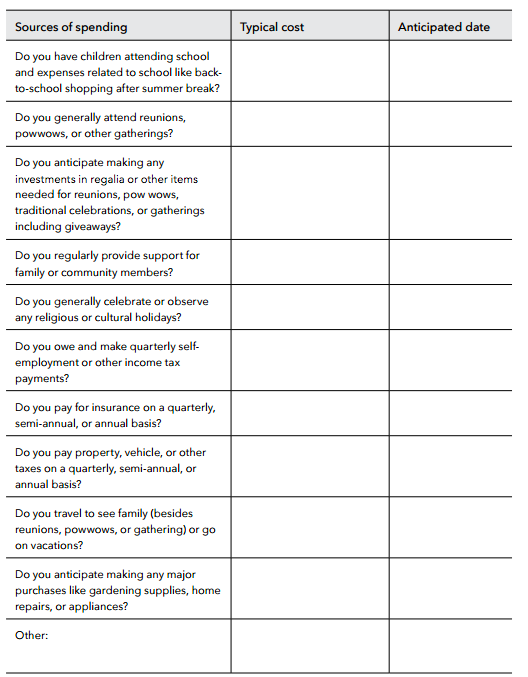 Sources of spending Typical cost Anticipated date
Do you have children attending school
and expenses related to school like back-
to-school shopping after summer break?
Do you generally attend reunions,
powwows, or other gatherings?
Do you anticipate making any
investments in regalia or other items
needed for reunions, pow wows,
traditional celebrations, or gatherings
including giveaways?
Do you regularly provide support for
family or community members?
Do you generally celebrate or observe
any religious or cultural holidays?
Do you owe and make quarterly self-
employment or other income tax
payments?
Do you pay for insurance on a quarterly,
semi-annual, or annual basis?
Do you pay property, vehicle, or other
taxes on a quarterly, semi-annual, or
annual basis?
Do you travel to see family (besides
reunions, powwows, or gathering) or go
on vacations?
Do you anticipate making any major
purchases like gardening supplies, home
repairs, or appliances?
Other: